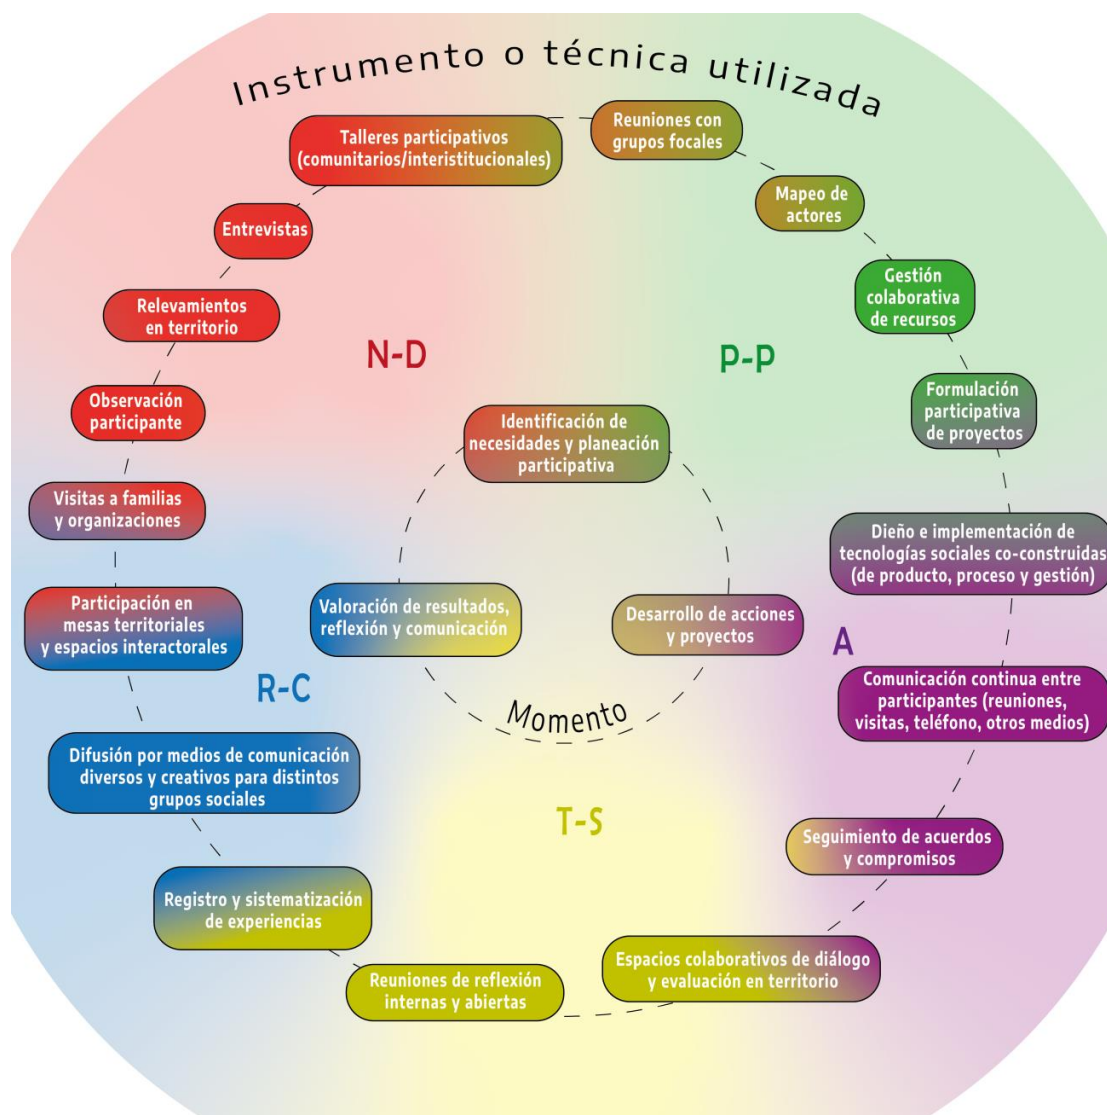 Instrumento o técnica utilizada
Talleres participativos
(comunitarios/interistitucionales)
Reuniones con
grupos focales
Mapeo de
actores
Gestión
colaborativa
de recursos
Formulación
participativa
de proyectos
Dieño e implementación de
tecnologías sociales co-construidas
(de producto, proceso y gestión)
Comunicación continua entre
participantes (reuniones,
visitas, teléfono, otros medios)
Seguimiento de acuerdos
y compromisos
Espacios colaborativos de diálogo
y evaluación en territorio
Reuniones de reflexión
internas y abiertas
Registro y sistematización
de experiencias
Difusión por medios de comunicación
diversos y creativos para distintos
grupos sociales
Participación en
mesas territoriales
y espacios interactorales
Visitas a familias
y organizaciones
Observación
participante
Relevamientos
en territorio
Entrevistas
N-D
P-P
A
T-S
R-C
Identificación de
necesidades y planeación
participativa
Desarrollo de acciones
y proyectos
Valoración de resultados,
reflexión y comunicación
Momento